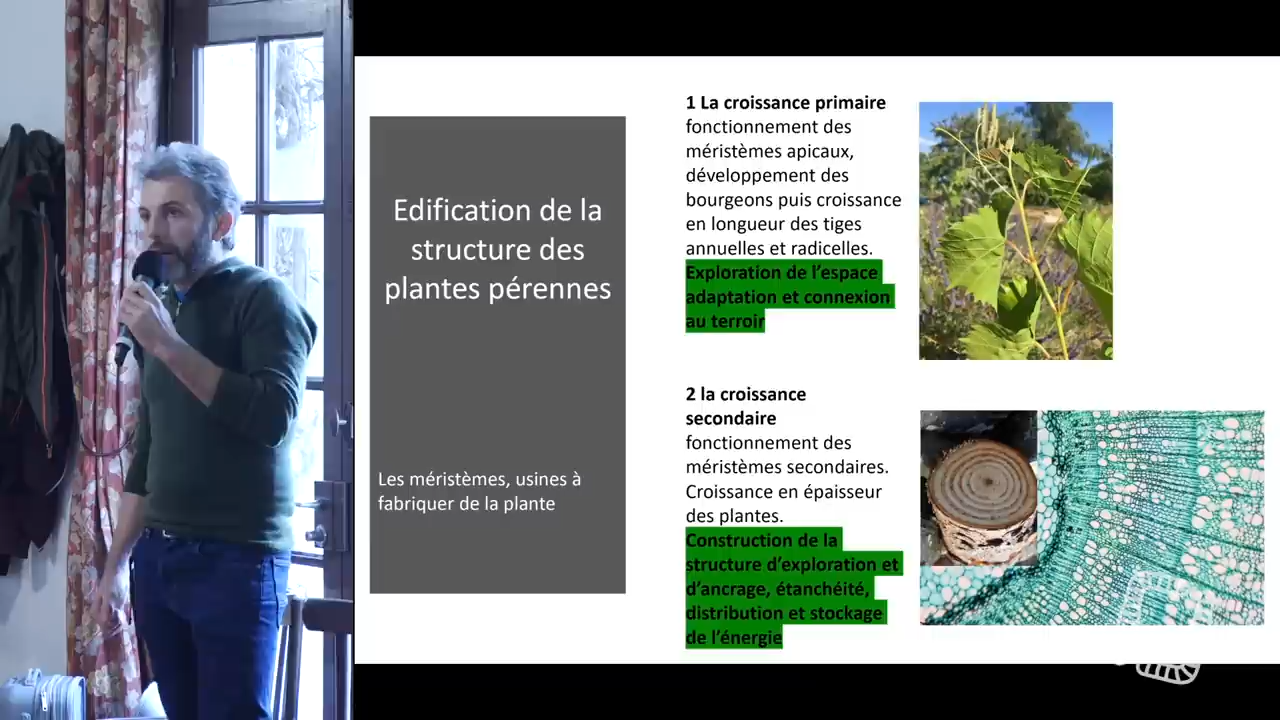 Edification de la
structure des
plantes pérennes
Les méristèmes, usines à
fabriquer de la plante
1 La croissance primaire
fonctionnement des
méristèmes apicaux,
développement des
bourgeons puis croissance
en longueur des tiges
annuelles et radicelles.
Exploration de l'espace
adaptation et connexion
au terroir
2 la croissance
secondaire
fonctionnement des
méristèmes secondaires.
Croissance en épaisseur
des plantes.
Construction de la
structure d'exploration et
d'ancrage, étanchéité,
distribution et stockage
de l'énergie